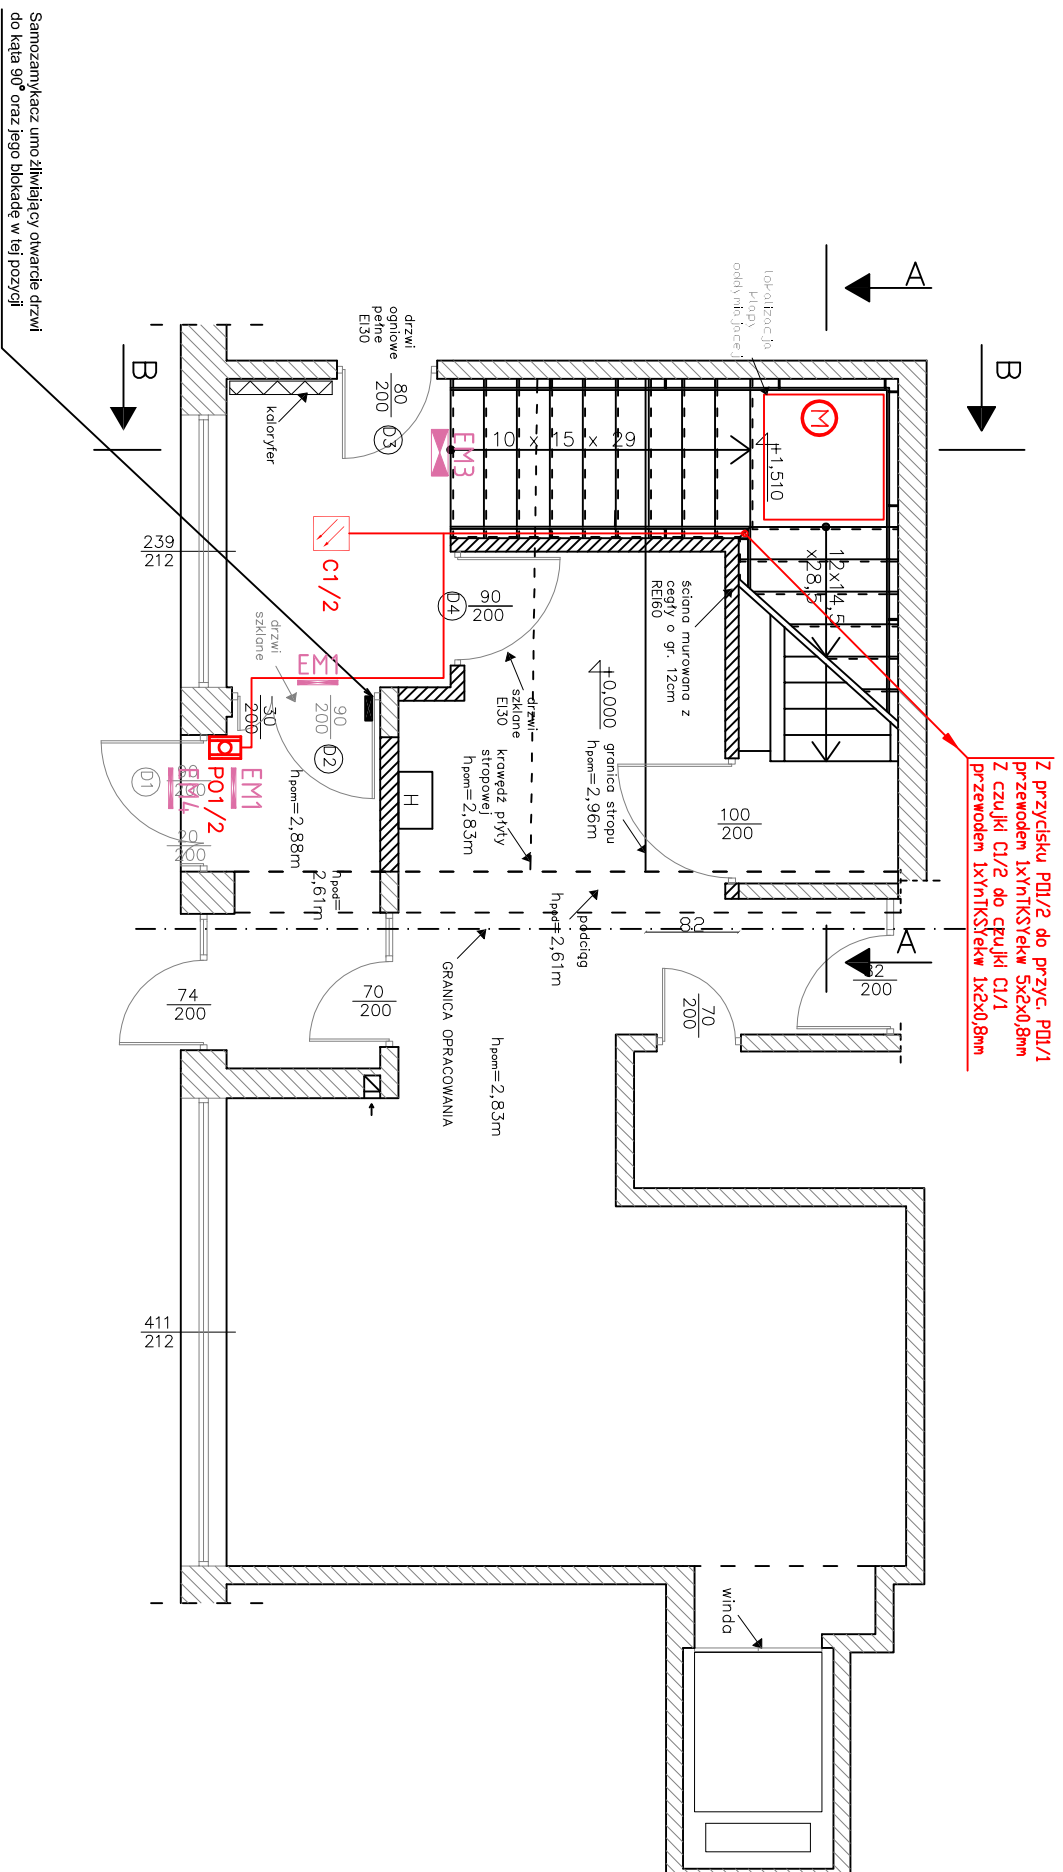 Samozamykacz umożliwiający otwarcie drzwi
do kąta 90° oraz jego blokadę w tej pozycji
Z przycisku PO1/2 do przyc. PO1/1
przewodem 1xYnTKSYekw 5x2x0,8mm
Z czujki C1/2 do czujki C1/1
przewodem 1xYnTKSYekw 1x2x0,8mm
A
B
B
lokalizacja
klapy
oddymiającej
M
+1,510
10 x 15 x 29
12x14,5
x28,5
drzwi
ogniowe
pełne
EI30
80
200
D3
EM3
kaloryfer
239
212
C1/2
D4
90
200
ściana murowana z
cegły o gr. 12cm
REI60
+0,000
drzwi
szklane
EI30
drzwi
szklane
EM1
30
200
90
200
D2
D1
EM4
PO1/2
EM1
20
200
hpom=2,88m
hpod=
2,61m
H
krawędź płyty
stropowej
hpom=2,83m
granica stropu
hpom=2,96m
100
200
podciąg
hpod=2,61m
82
A
82
200
GRANICA OPRACOWANIA
74
200
70
200
70
200
hpom=2,83m
411
212
winda